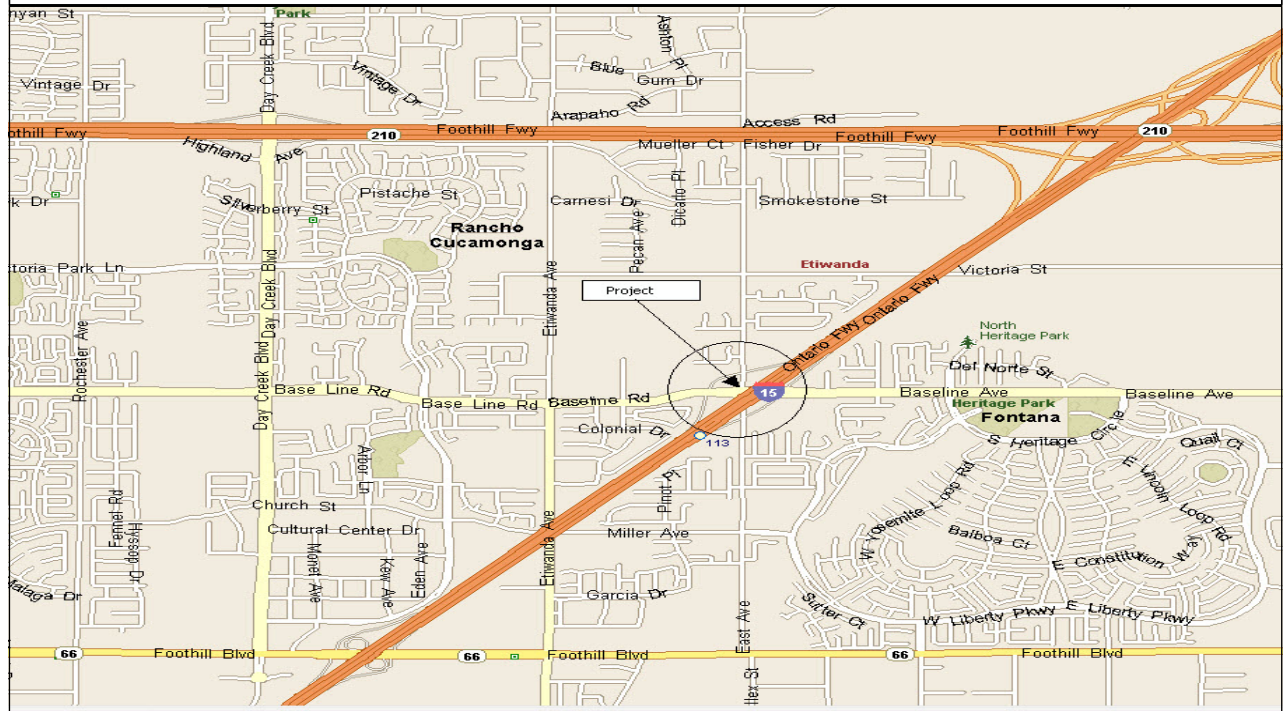 nyan St
Park
Day Creek Blvd
Vintage Dr
Vintage Dr
Ashton Pl
Blue Gum Dr
Arapaho Rd
Access Rd
othill Fwy
210
Foothill Fwy
Foothill Fwy
Foothill Fwy
210
Highland Ave
Mueller Ct
Fisher Dr
k Dr
Silverberry St
Pistache St
Carnesi Dr
Dicarlo Pl
Smokestone St
Rancho
Cucamonga
Pecan Ave
Etiwanda Ave
toria Park Ln
Etiwanda
Victoria St
Day Creek Blvd
Project
Ontario Fwy
Ontario Fwy
North
Heritage Park
Rochester Ave
Day Creek Blvd
Del Norte St
Base Line Rd
Base Line Rd
Baseline Rd
15
Baseline Ave
Baseline Ave
Heritage Park
Fontana
Colonial Dr
113
S Heritage Circle
Quail Ct
Arbor Ln
Pinot Pl
W Yosemite Loop Rd
E Lincoln Loop Rd
Church St
Fennel Rd
Hyssop Dr
Cultural Center Dr
Etiwanda Ave
Miller Ave
Balboa Ct
E Constitution Way
Monet Ave
Kew Ave
Eden Ave
Malaga Dr
Garcia Dr
East Ave
Sutter Ct
W Liberty Pkwy
E Liberty Pkwy
66
Foothill Blvd
66
Foothill Blvd
66
Foothill Blvd
Ilex St